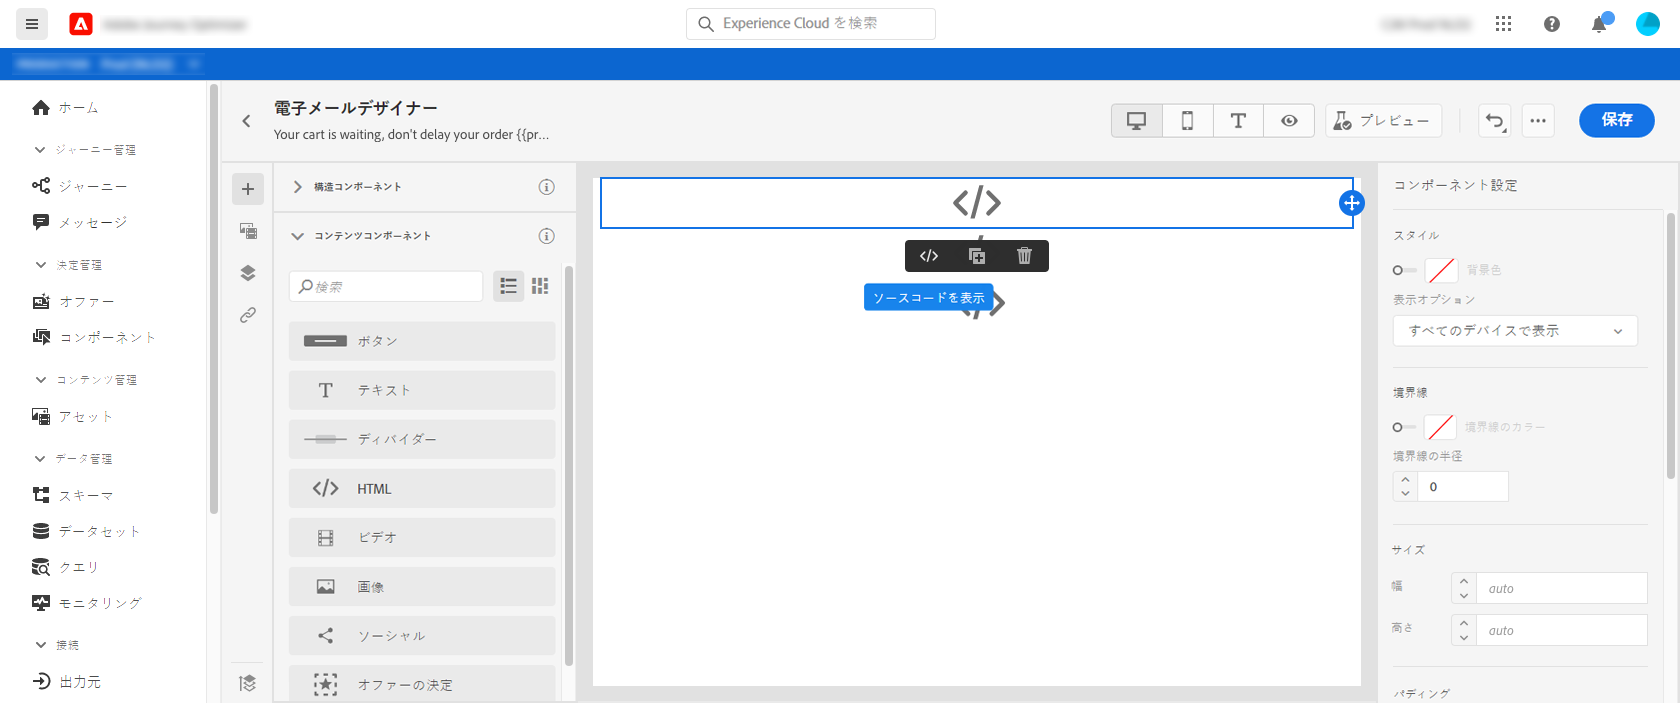 Experience Cloud を検索
ホーム
ジャーニー管理
ジャーニー
メッセージ
決定管理
オファー
コンポーネント
コンテンツ管理
アセット
データ管理
スキーマ
データセット
クエリ
モニタリング
接続
出力元
電子メールデザイナー
Your cart is waiting, don't delay your order {{pr...
プレビュー
保存
構造コンポーネント
コンテンツコンポーネント
検索
ボタン
テキスト
ディバイダー
HTML
ビデオ
画像
ソーシャル
オファーの決定
ソースコードを表示
コンポーネント設定
スタイル
背景色
表示オプション
すべてのデバイスで表示
境界線
境界線のカラー
境界線の半径
0
サイズ
幅
auto
高さ
auto
パディング